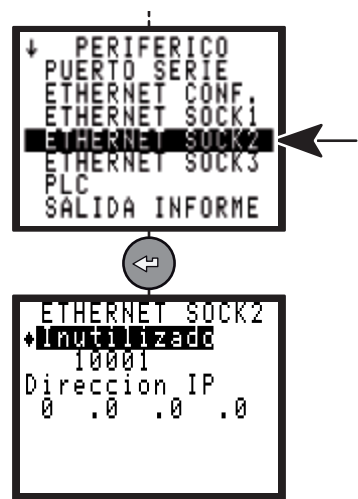 PERIFERICO
PUERTO SERIE
ETHERNET CONF.
ETHERNET SOCK1
ETHERNET SOCK2
ETHERNET SOCK3
PLC
SALIDA INFORME
ETHERNET SOCK2
Inutilizado
10001
Direccion IP
0 .0 .0 .0